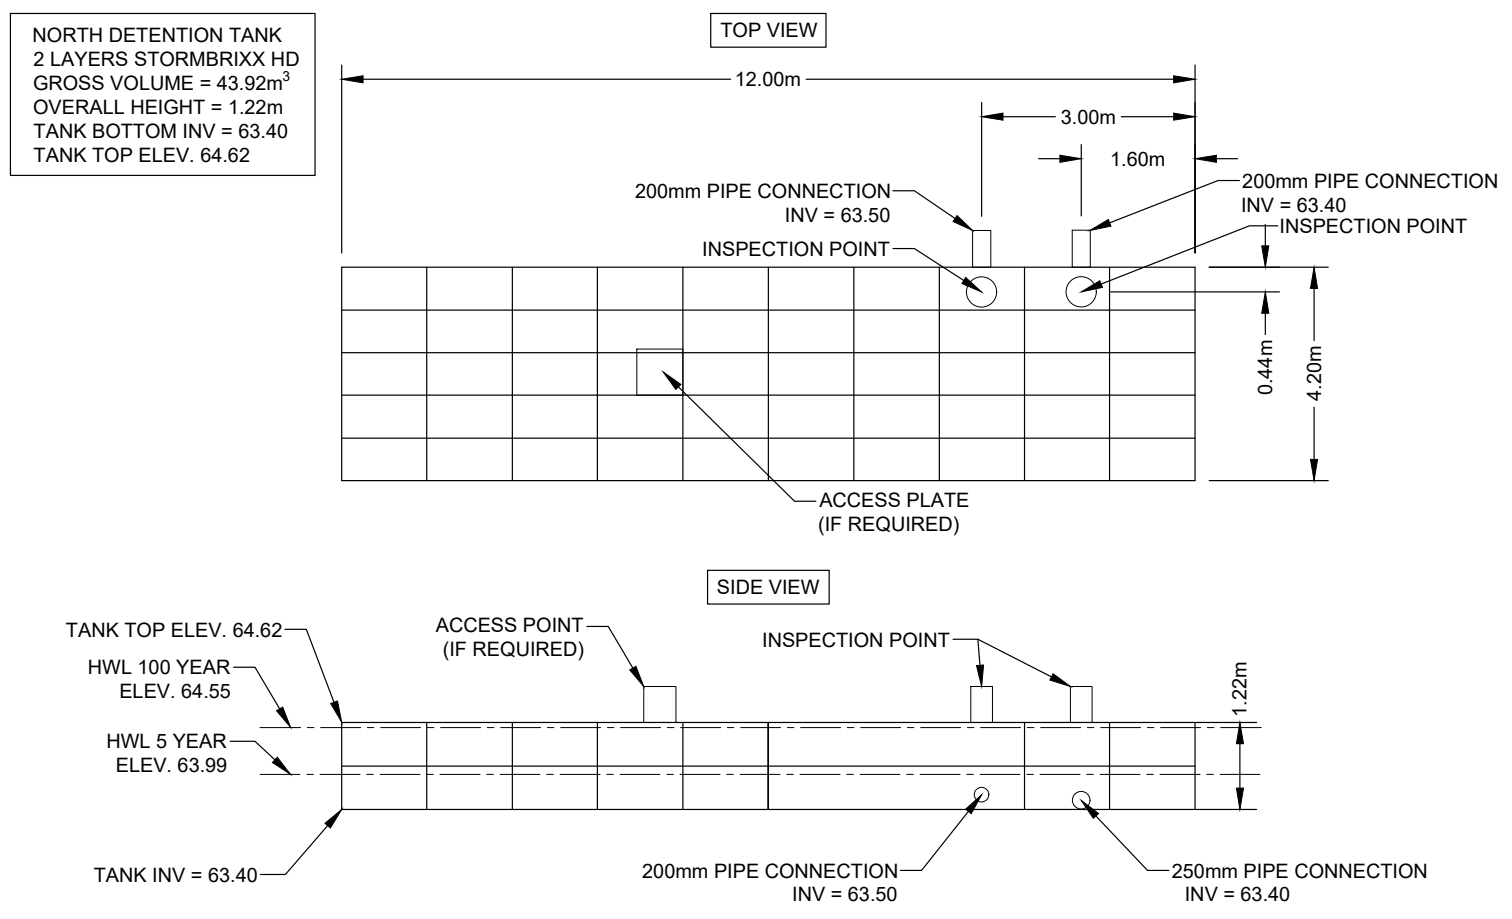 NORTH DETENTION TANK
2 LAYERS STORMBRIXX HD
GROSS VOLUME = 43.92m³
OVERALL HEIGHT = 1.22m
TANK BOTTOM INV = 63.40
TANK TOP ELEV. 64.62
TOP VIEW
12.00m
3.00m
1.60m
200mm PIPE CONNECTION
INV = 63.50
200mm PIPE CONNECTION
INV = 63.40
INSPECTION POINT
INSPECTION POINT
0.44m
4.20m
ACCESS PLATE
(IF REQUIRED)
SIDE VIEW
TANK TOP ELEV. 64.62
HWL 100 YEAR
ELEV. 64.55
HWL 5 YEAR
ELEV. 63.99
ACCESS POINT
(IF REQUIRED)
INSPECTION POINT
1.22m
TANK INV = 63.40
200mm PIPE CONNECTION
INV = 63.50
250mm PIPE CONNECTION
INV = 63.40